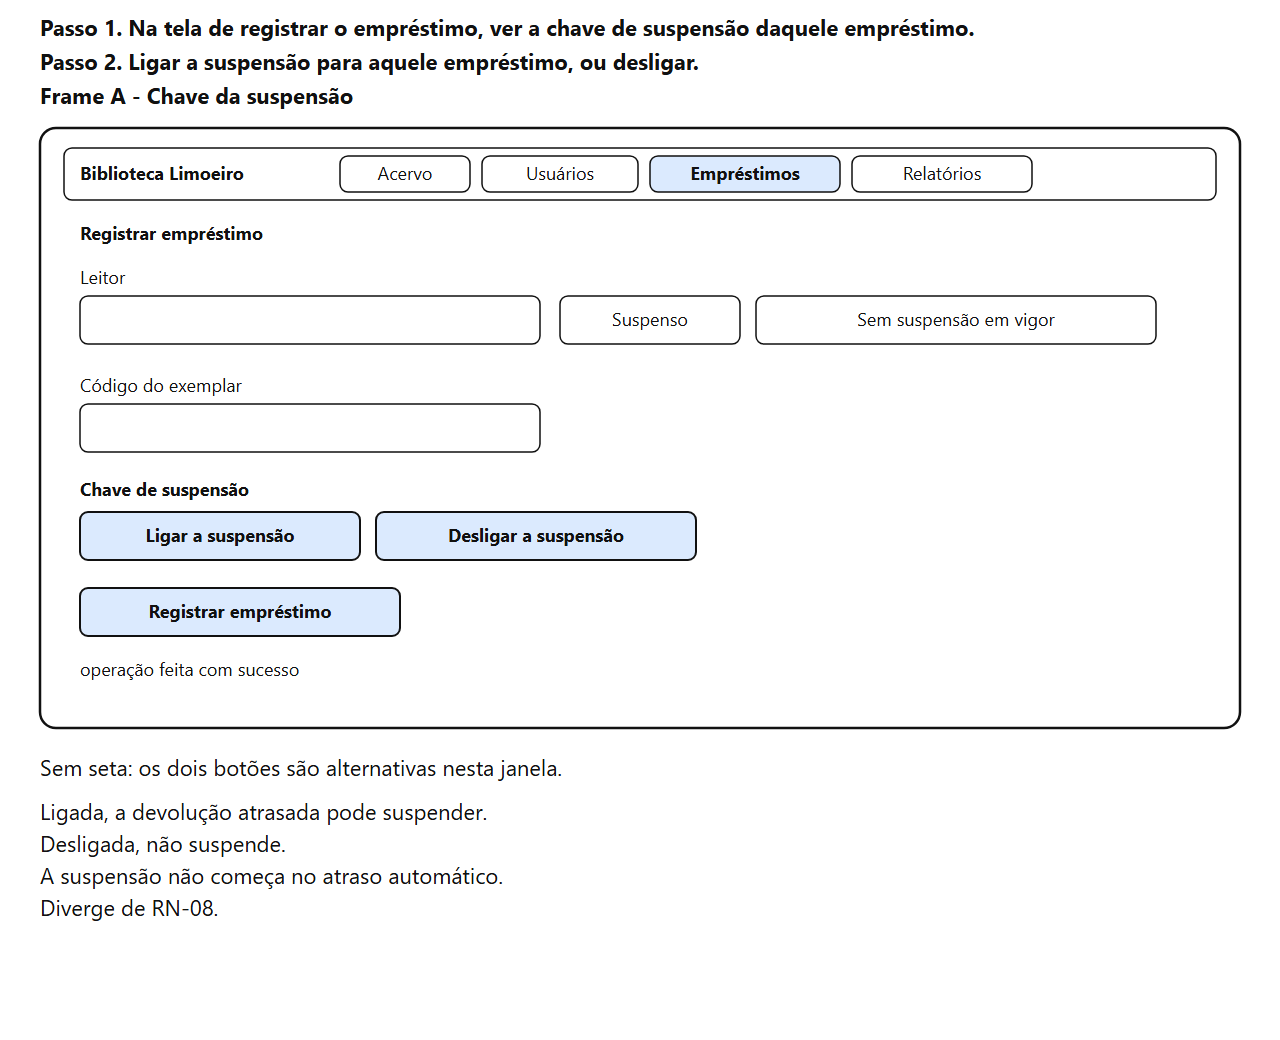 Passo 1. Na tela de registrar o empréstimo, ver a chave de suspensão daquele empréstimo.
Passo 2. Ligar a suspensão para aquele empréstimo, ou desligar.
Frame A - Chave da suspensão
Biblioteca Limoeiro Acervo Usuários Empréstimos Relatórios
Registrar empréstimo
Leitor
Suspenso Sem suspensão em vigor
Código do exemplar
Chave de suspensão
Ligar a suspensão Desligar a suspensão
Registrar empréstimo
operação feita com sucesso
Sem seta: os dois botões são alternativas nesta janela.
Ligada, a devolução atrasada pode suspender.
Desligada, não suspende.
A suspensão não começa no atraso automático.
Diverge de RN-08.